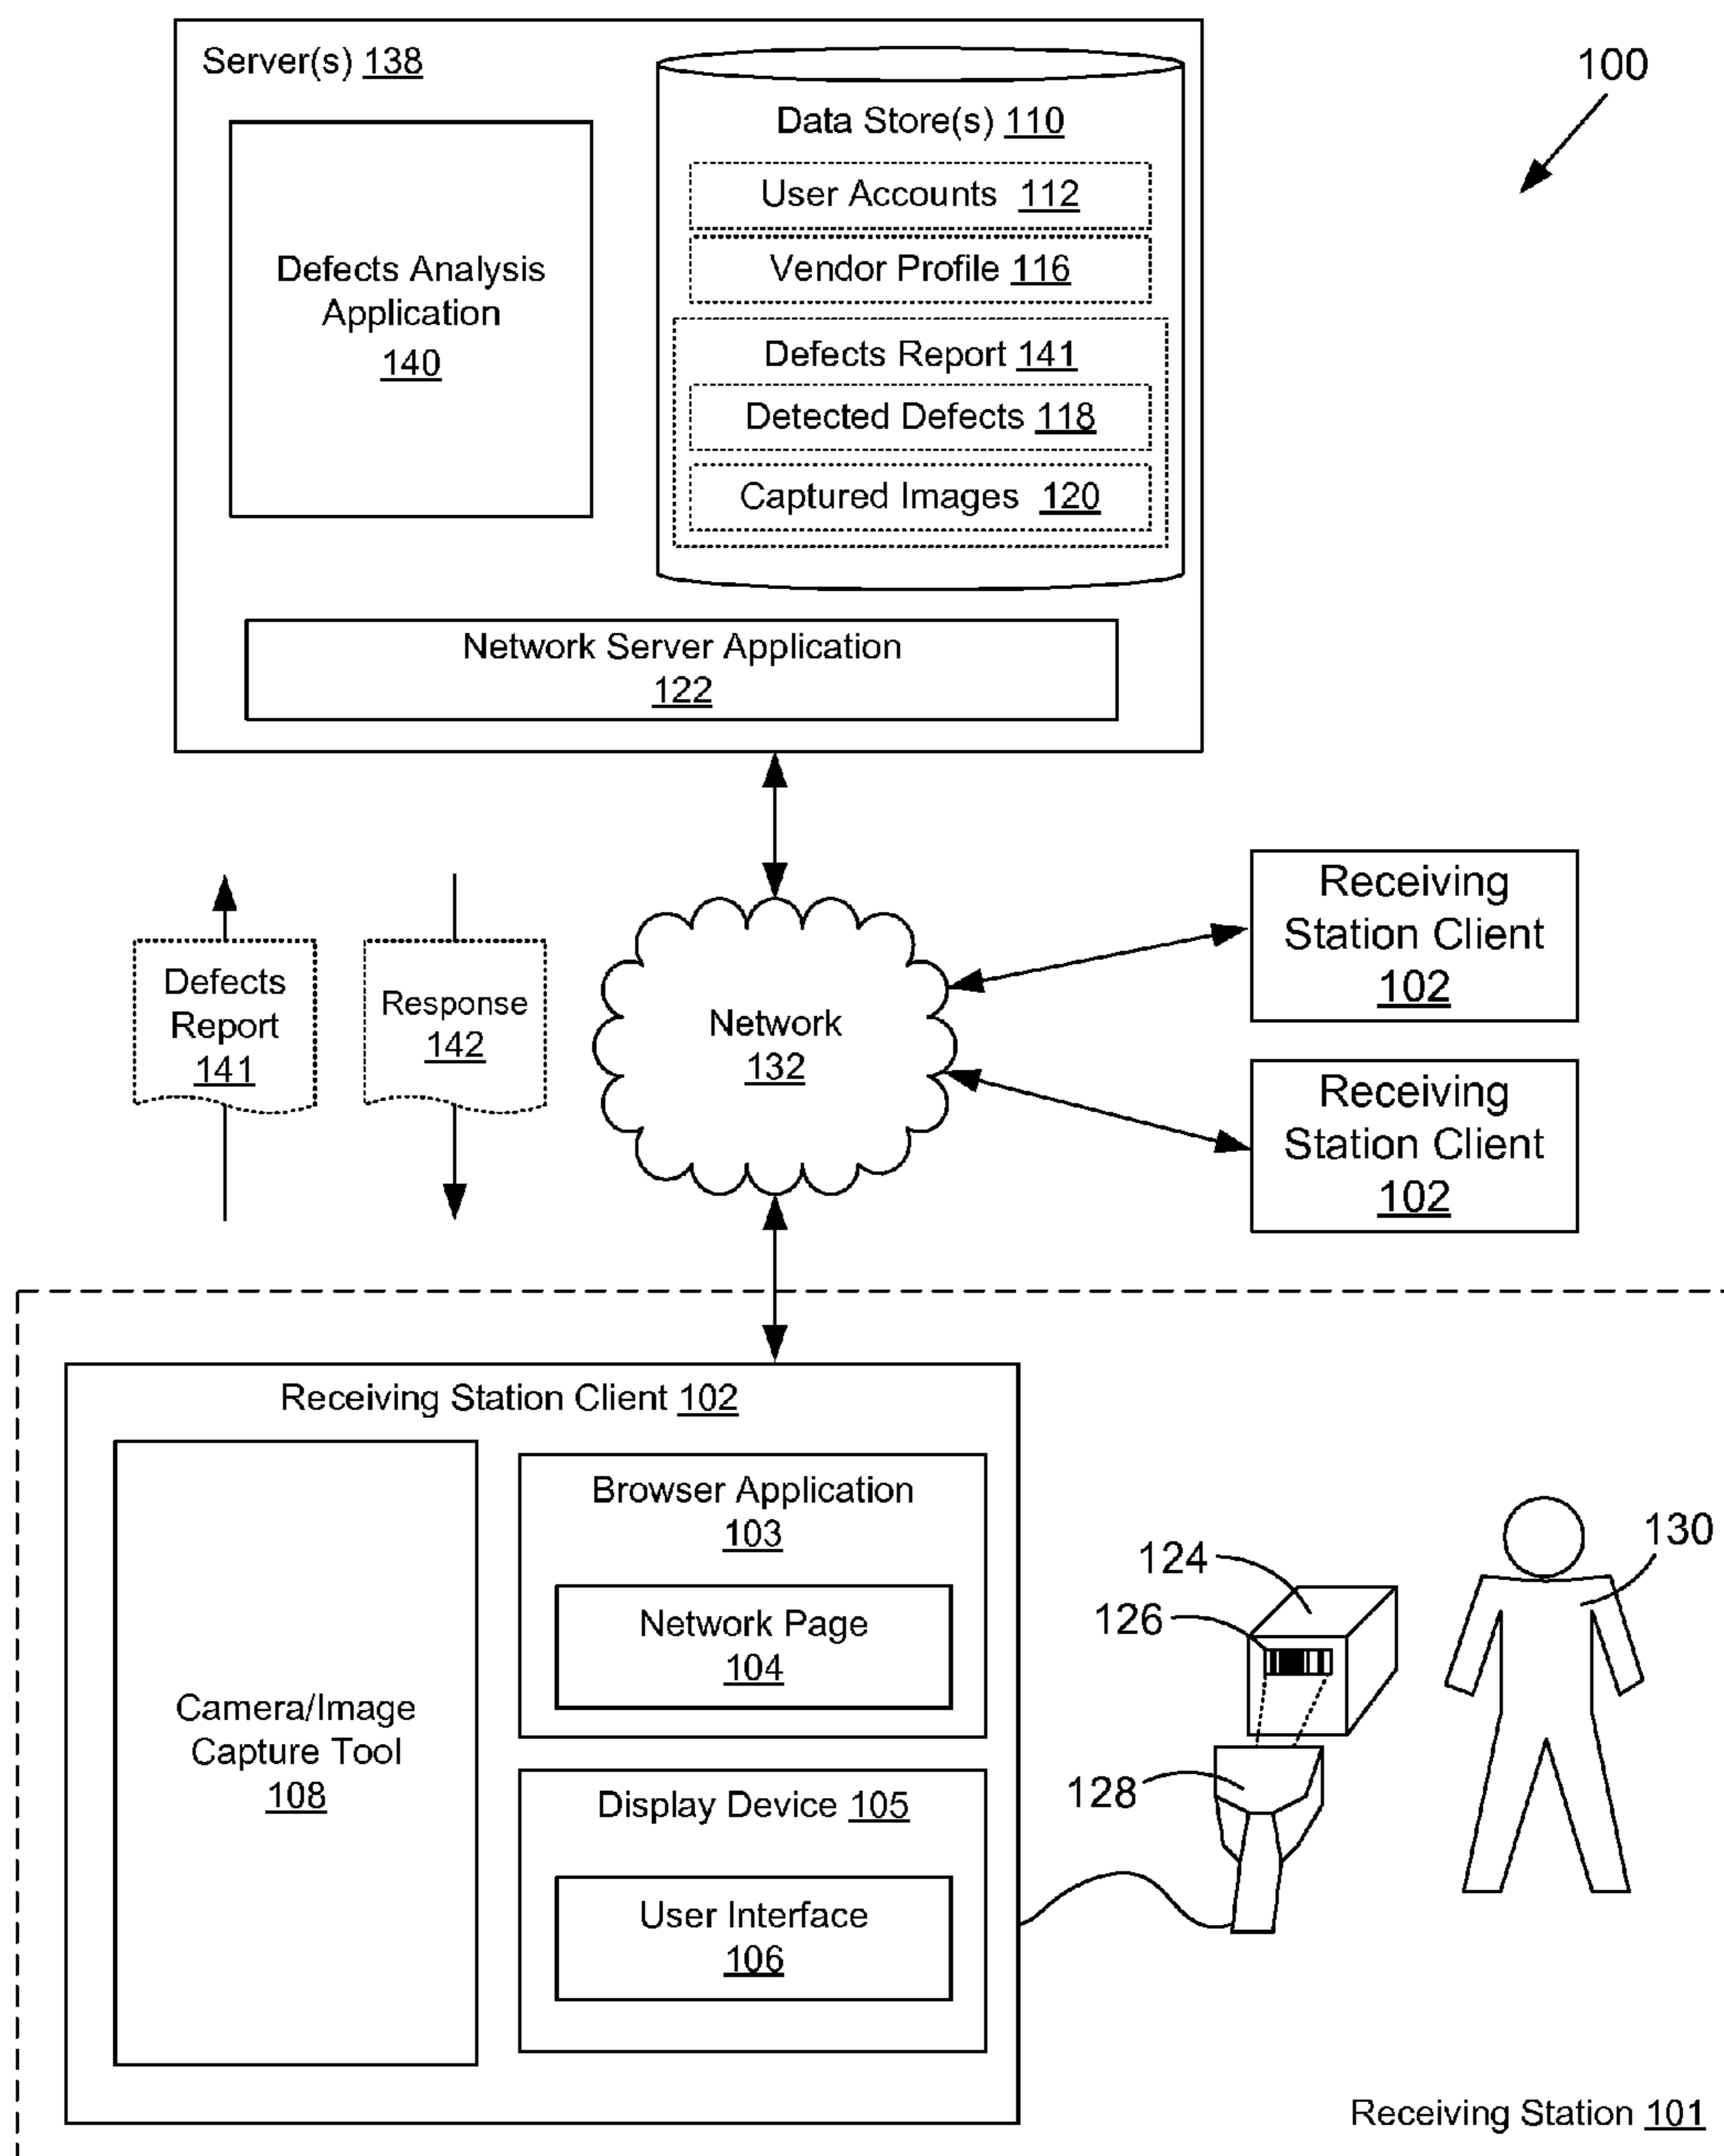 Server(s) 138
Data Store(s) 110
User Accounts 112
Vendor Profile 116
Defects Report 141
Detected Defects 118
Captured Images 120
Defects Analysis
Application
140
Network Server Application
122
100
Defects
Report
141
Response
142
Network
132
Receiving
Station Client
102
Receiving
Station Client
102
Receiving Station Client 102
Camera/Image
Capture Tool
108
Browser Application
103
Network Page
104
Display Device 105
User Interface
106
124
126
128
130
Receiving Station 101